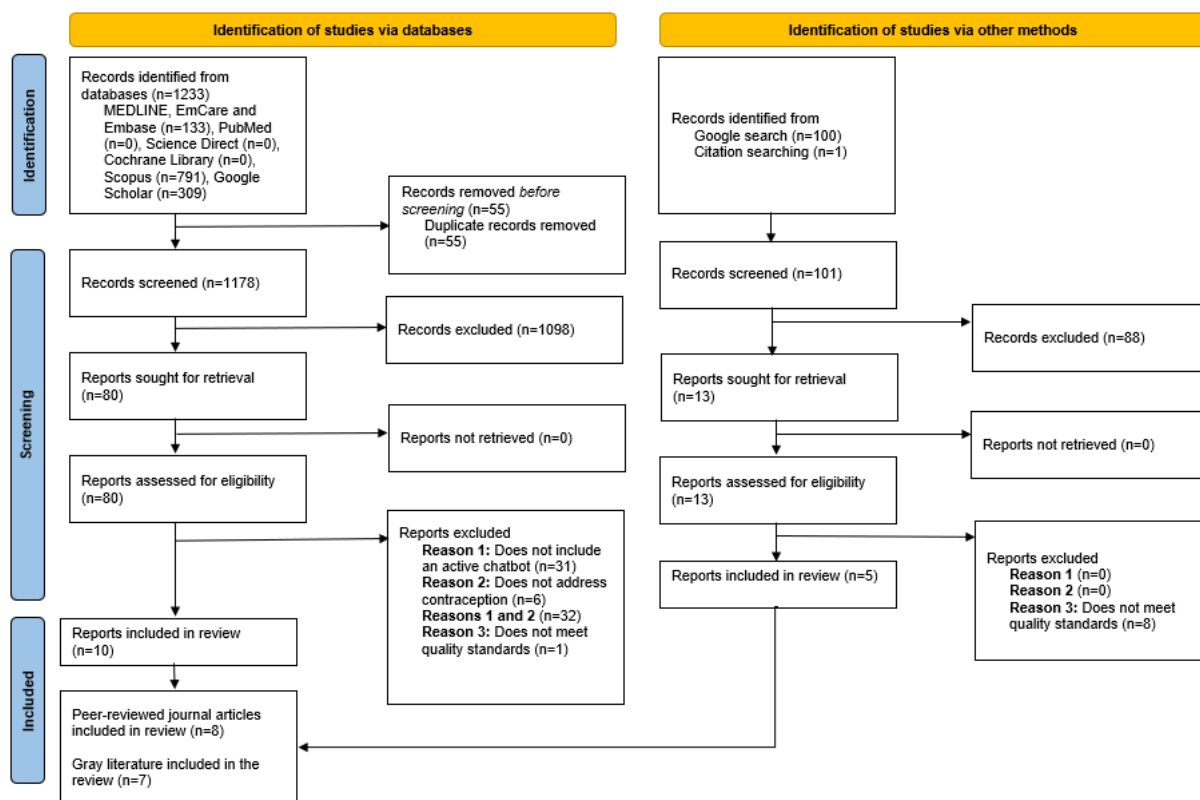 Identification of studies via databases
Identification of studies via other methods
Identification
Records identified from
databases (n=1233)
MEDLINE, EmCare and
Embase (n=133), PubMed
(n=0), Science Direct (n=0),
Cochrane Library (n=0),
Scopus (n=791), Google
Scholar (n=309)
Records removed before
screening (n=55)
Duplicate records removed
(n=55)
Records identified from
Google search (n=100)
Citation searching (n=1)
Screening
Records screened (n=1178)
Records excluded (n=1098)
Records screened (n=101)
Records excluded (n=88)
Reports sought for retrieval
(n=80)
Reports not retrieved (n=0)
Reports sought for retrieval
(n=13)
Reports not retrieved (n=0)
Reports assessed for eligibility
(n=80)
Reports excluded
Reason 1: Does not include
an active chatbot (n=31)
Reason 2: Does not address
contraception (n=6)
Reasons 1 and 2 (n=32)
Reason 3: Does not meet
quality standards (n=1)
Reports assessed for eligibility
(n=13)
Reports excluded
Reason 1 (n=0)
Reason 2 (n=0)
Reason 3: Does not meet
quality standards (n=8)
Reports included in review (n=5)
Included
Reports included in review
(n=10)
Peer-reviewed journal articles
included in review (n=8)
Gray literature included in the
review (n=7)